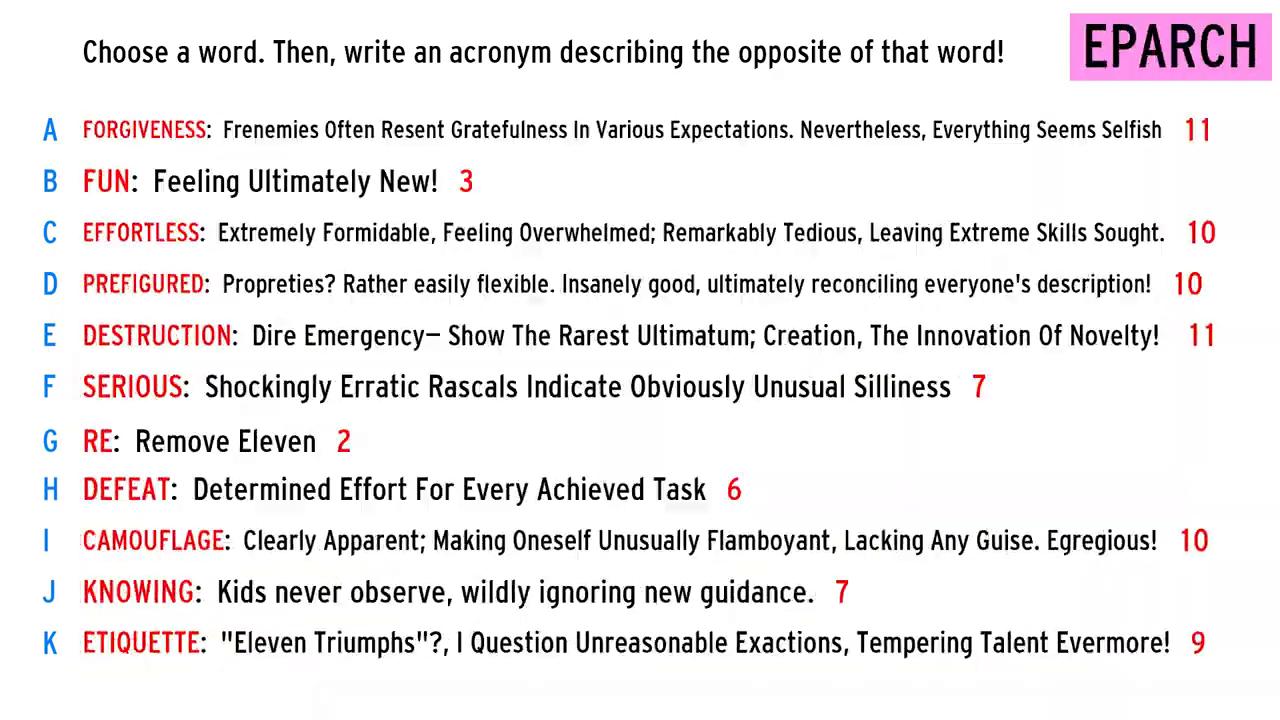 Choose a word. Then, write an acronym describing the opposite of that word!
EPARCH
A FORGIVENESS: Frenemies Often Resent Gratefulness In Various Expectations. Nevertheless, Everything Seems Selfish 11
B FUN: Feeling Ultimately New! 3
C EFFORTLESS: Extremely Formidable, Feeling Overwhelmed; Remarkably Tedious, Leaving Extreme Skills Sought. 10
D PREFIGURED: Propreties? Rather easily flexible. Insanely good, ultimately reconciling everyone's description! 10
E DESTRUCTION: Dire Emergency— Show The Rarest Ultimatum; Creation, The Innovation Of Novelty! 11
F SERIOUS: Shockingly Erratic Rascals Indicate Obviously Unusual Silliness 7
G RE: Remove Eleven 2
H DEFEAT: Determined Effort For Every Achieved Task 6
I CAMOUFLAGE: Clearly Apparent; Making Oneself Unusually Flamboyant, Lacking Any Guise. Egregious! 10
J KNOWING: Kids never observe, wildly ignoring new guidance. 7
K ETIQUETTE: "Eleven Triumphs"?, I Question Unreasonable Exactions, Tempering Talent Evermore! 9